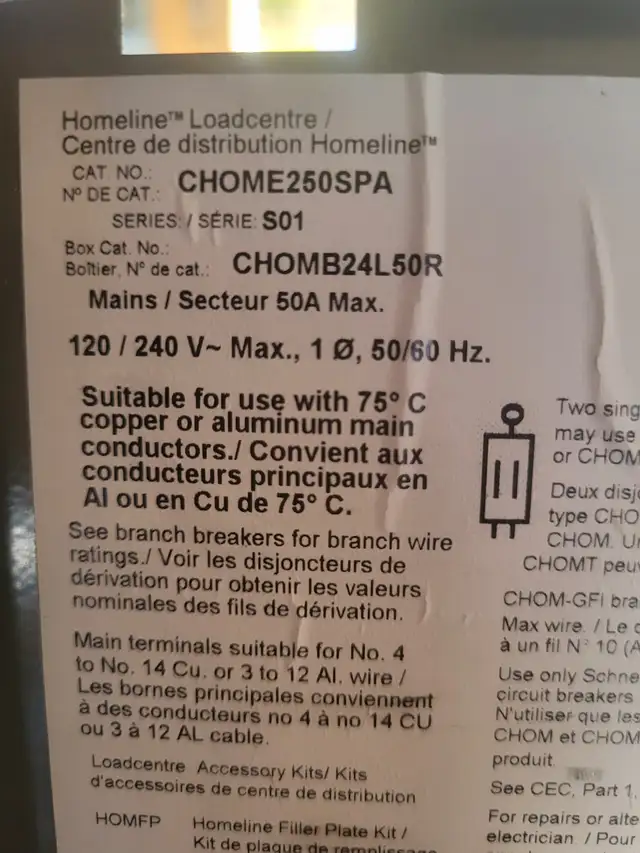 Homeline™ Loadcentre /
Centre de distribution Homeline™
CAT NO.:
Nº DE CAT.: CHOME250SPA
SERIES: / SÉRIE: S01
Box Cat. No.:
Boîtier, N° de cat.: CHOMB24L50R
Mains / Secteur 50A Max.
120 / 240 V~ Max., 1 Ø, 50/60 Hz.
Suitable for use with 75° C
copper or aluminum main
conductors./ Convient aux
conducteurs principaux en
Al ou en Cu de 75° C.
See branch breakers for branch wire
ratings./ Voir les disjoncteurs de
dérivation pour obtenir les valeurs
nominales des fils de dérivation.
Main terminals suitable for No. 4
to No. 14 Cu. or 3 to 12 Al. wire /
Les bornes principales conviennent
à des conducteurs no 4 à no 14 CU
ou 3 à 12 AL cable.
Loadcentre Accessory Kits/ Kits
d'accessoires de centre de distribution
HOMFP Homeline Filler Plate Kit /
Kit de plaque de remplissage
Two sing
may use
or CHOM
Deux disj
type CHO
CHOM. Un
CHOMT peuv
CHOM-GFI bra
Max wire. / Le c
à un fil N° 10 (A
Use only Schne
circuit breakers
N'utiliser que les
CHOM et CHOM
produit.
See CEC, Part 1,
For repairs or alte
electrician. / Pour